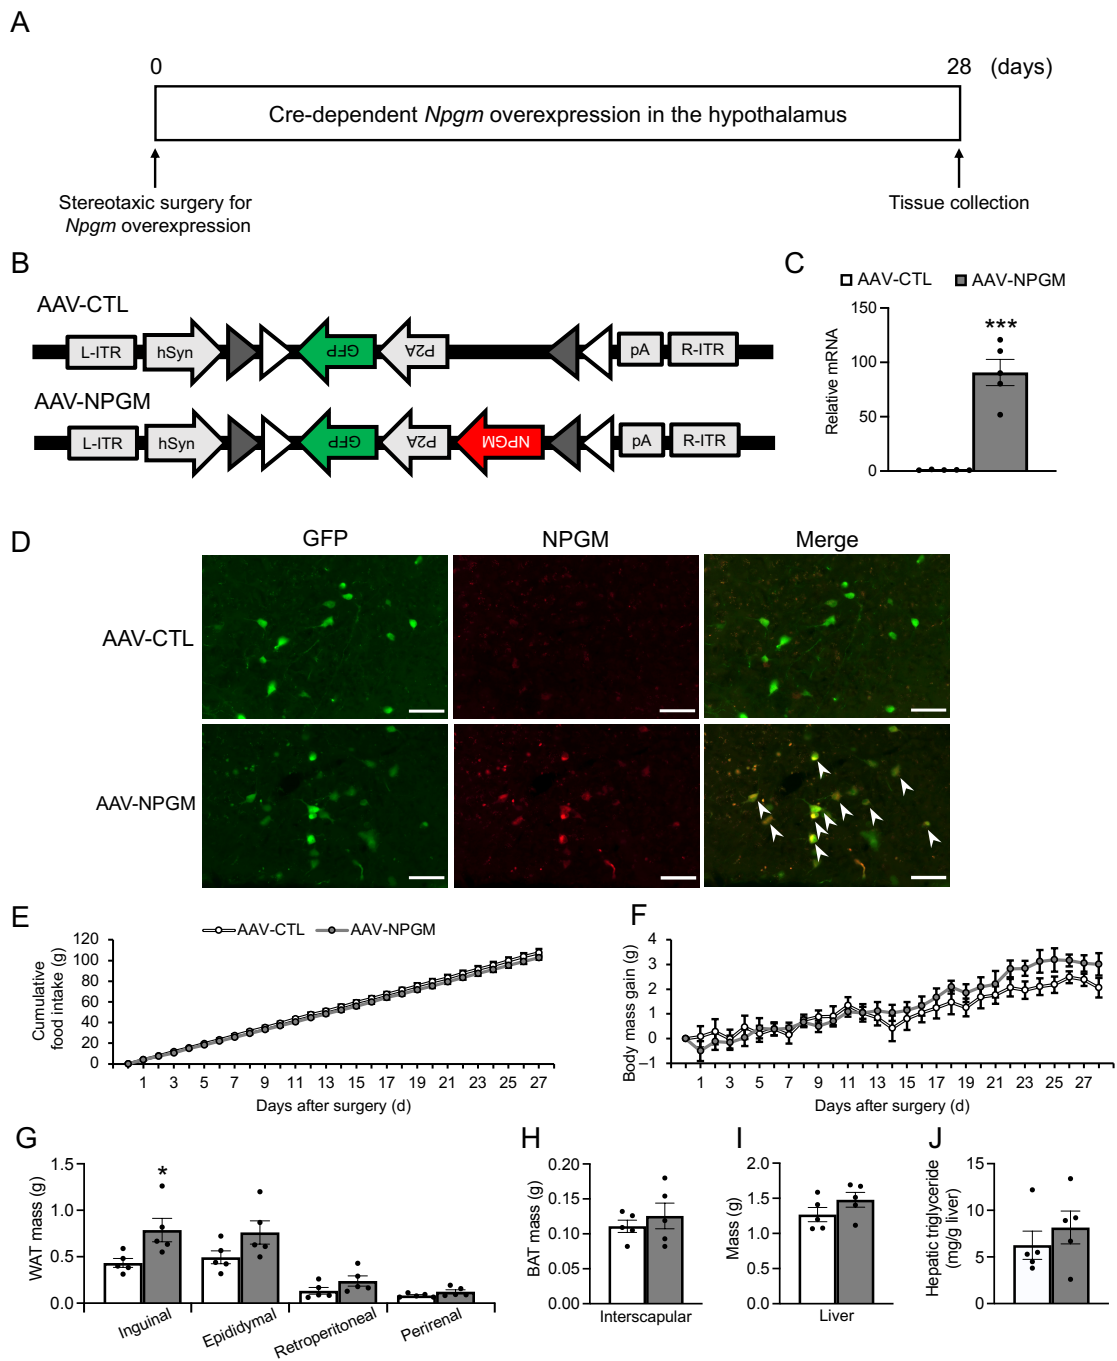 A
0
28 (days)
Cre-dependent Npgm overexpression in the hypothalamus
Stereotaxic surgery for
Npgm overexpression
Tissue collection
B
AAV-CTL
L-ITR
hSyn
GFP
P2A
pA
R-ITR
AAV-NPGM
L-ITR
hSyn
GFP
P2A
NPGM
pA
R-ITR
C
AAV-CTL
AAV-NPGM
Relative mRNA
150
100
50
0
***
D
GFP
NPGM
Merge
AAV-CTL
AAV-NPGM
E
AAV-CTL
AAV-NPGM
Cumulative
food intake (g)
120
100
80
60
40
20
0
1 3 5 7 9 11 13 15 17 19 21 23 25 27
Days after surgery (d)
F
Body mass gain (g)
4
3
2
1
0
−1
1 3 5 7 9 11 13 15 17 19 21 23 25 27
Days after surgery (d)
G
WAT mass (g)
1.5
1.0
0.5
0.0
*
Inguinal
Epididymal
Retroperitoneal
Perirenal
H
BAT mass (g)
0.20
0.15
0.10
0.05
0.00
Interscapular
I
Mass (g)
2.0
1.5
1.0
0.5
0.0
Liver
J
Hepatic triglyceride
(mg/g liver)
15
10
5
0